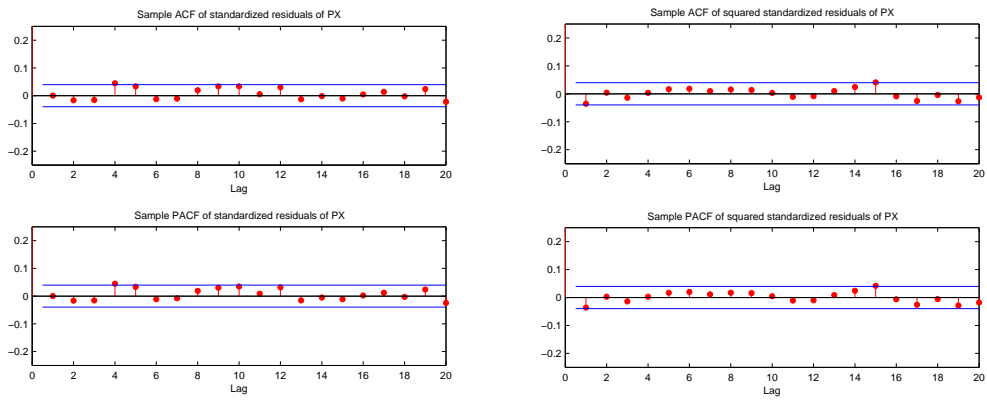 Sample ACF of standardized residuals of PX
0.2
0.1
0
−0.1
−0.2
0 2 4 6 8 10 12 14 16 18 20
Lag
Sample ACF of squared standardized residuals of PX
0.2
0.1
0
−0.1
−0.2
0 2 4 6 8 10 12 14 16 18 20
Lag
Sample PACF of standardized residuals of PX
0.2
0.1
0
−0.1
−0.2
0 2 4 6 8 10 12 14 16 18 20
Lag
Sample PACF of squared standardized residuals of PX
0.2
0.1
0
−0.1
−0.2
0 2 4 6 8 10 12 14 16 18 20
Lag